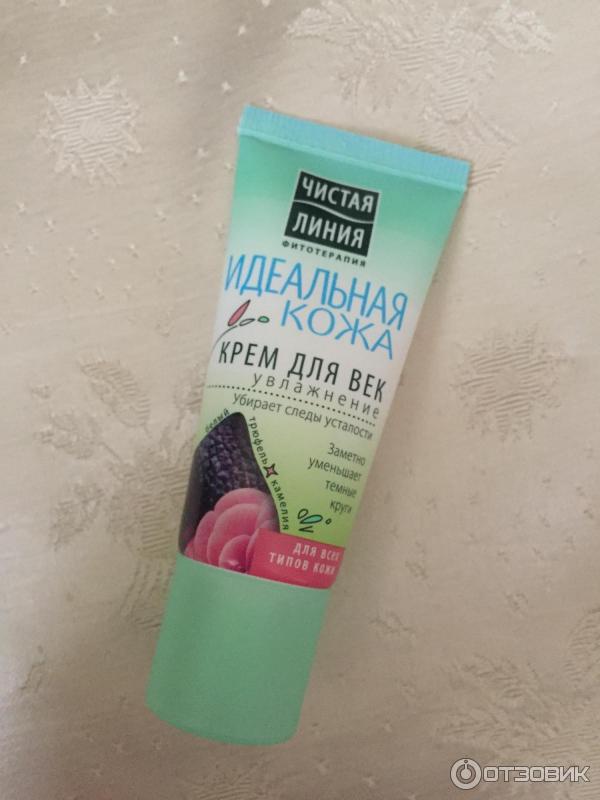 ЧИСТАЯ
ЛИНИЯ
ФИТОТЕРАПИЯ
ИДЕАЛЬНАЯ
КОЖА
КРЕМ ДЛЯ ВЕК
увлажнение
Убирает следы усталости
белый
трюфель камелия
Заметно
уменьшает
темные
круги
ДЛЯ ВСЕХ
ТИПОВ КОЖИ
ОТЗОВИК